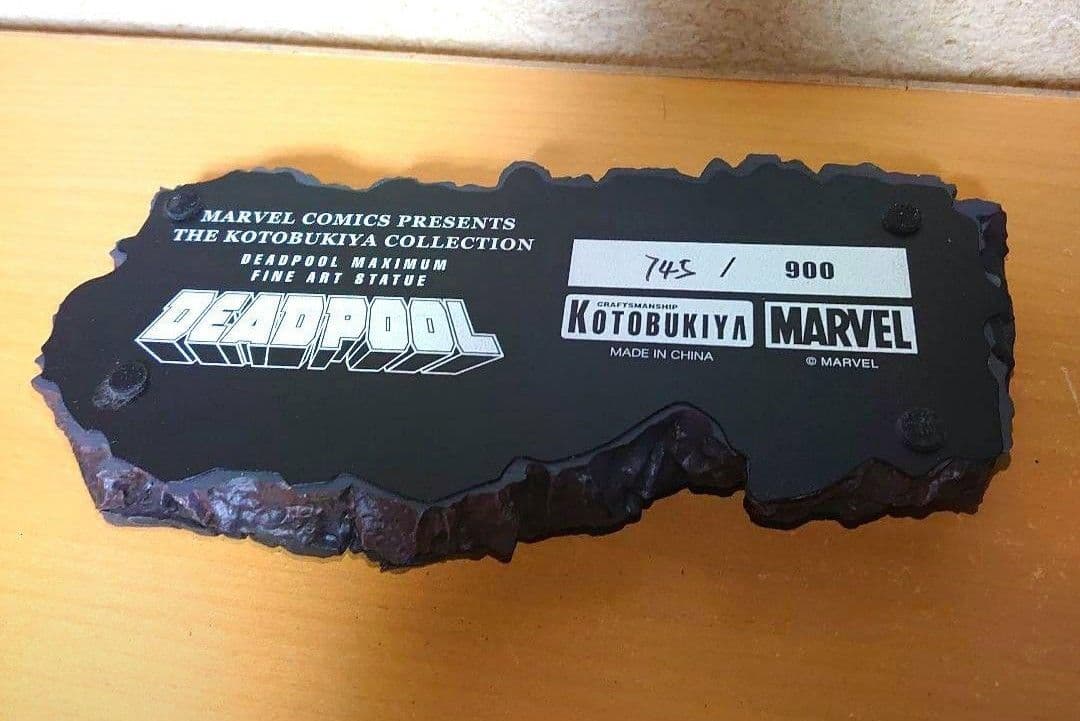 MARVEL COMICS PRESENTS
THE KOTOBUKIYA COLLECTION
DEADPOOL MAXIMUM
FINE ART STATUE
DEADPOOL
745 / 900
CRAFTSMANSHIP
KOTOBUKIYA
MADE IN CHINA
MARVEL
© MARVEL